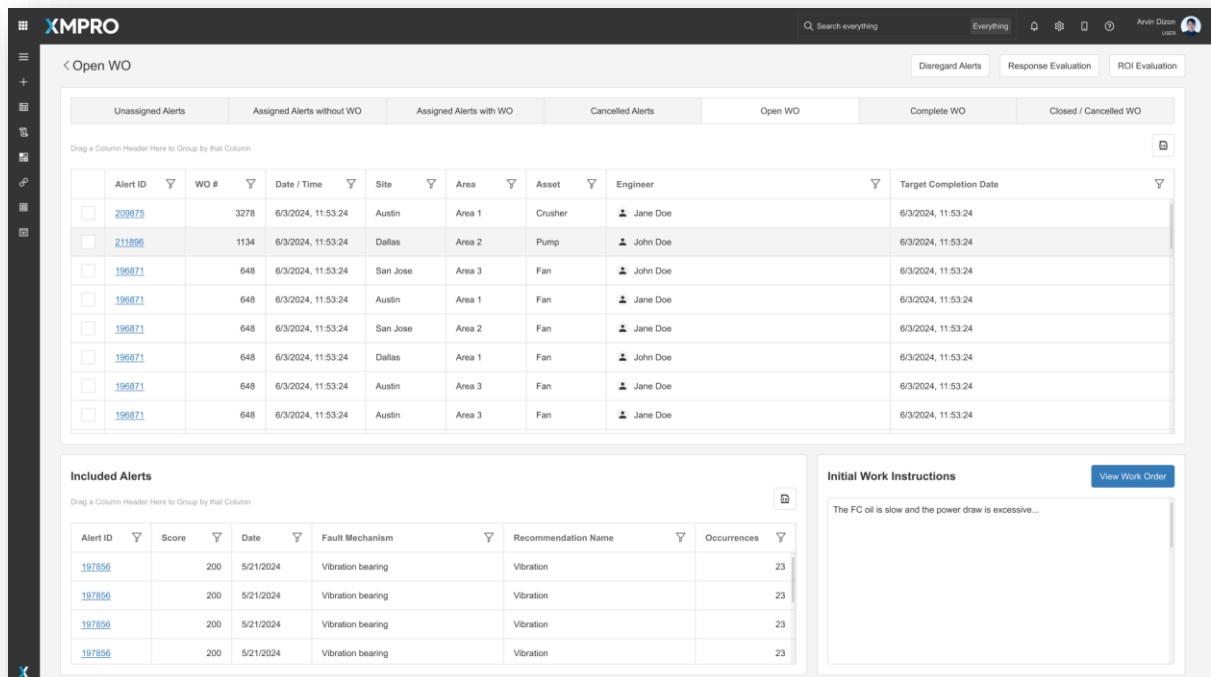 XMPRO
Search everything
Everything
Arvin Dizon
USER
Open WO
Disregard Alerts
Response Evaluation
ROI Evaluation
Unassigned Alerts Assigned Alerts without WO Assigned Alerts with WO Cancelled Alerts Open WO Complete WO Closed / Cancelled WO
Drag a Column Header Here to Group by that Column
Alert ID WO # Date / Time Site Area Asset Engineer Target Completion Date
209875 3278 6/3/2024, 11:53:24 Austin Area 1 Crusher Jane Doe 6/3/2024, 11:53:24
211896 1134 6/3/2024, 11:53:24 Dallas Area 2 Pump John Doe 6/3/2024, 11:53:24
196871 648 6/3/2024, 11:53:24 San Jose Area 3 Fan John Doe 6/3/2024, 11:53:24
196871 648 6/3/2024, 11:53:24 Austin Area 1 Fan Jane Doe 6/3/2024, 11:53:24
196871 648 6/3/2024, 11:53:24 San Jose Area 2 Fan Jane Doe 6/3/2024, 11:53:24
196871 648 6/3/2024, 11:53:24 Dallas Area 1 Fan John Doe 6/3/2024, 11:53:24
196871 648 6/3/2024, 11:53:24 Austin Area 3 Fan Jane Doe 6/3/2024, 11:53:24
196871 648 6/3/2024, 11:53:24 Austin Area 3 Fan Jane Doe 6/3/2024, 11:53:24
Included Alerts
Drag a Column Header Here to Group by that Column
Alert ID Score Date Fault Mechanism Recommendation Name Occurrences
197856 200 5/21/2024 Vibration bearing Vibration 23
197856 200 5/21/2024 Vibration bearing Vibration 23
197856 200 5/21/2024 Vibration bearing Vibration 23
197856 200 5/21/2024 Vibration bearing Vibration 23
Initial Work Instructions
View Work Order
The FC oil is slow and the power draw is excessive...